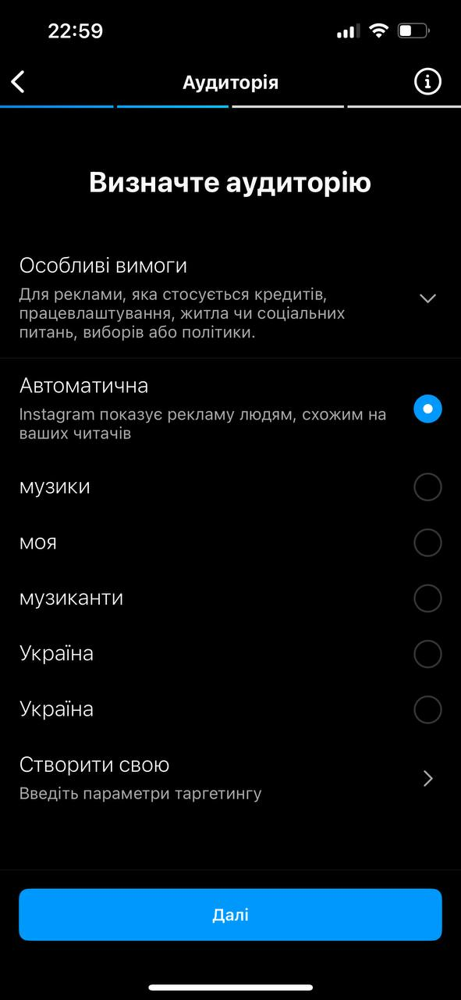 22:59
Аудиторія
Визначте аудиторію
Особливі вимоги
Для реклами, яка стосується кредитів,
працевлаштування, житла чи соціальних
питань, виборів або політики.
Автоматична
Instagram показує рекламу людям, схожим на
ваших читачів
музики
моя
музиканти
Україна
Україна
Створити свою
Введіть параметри таргетингу
Далі